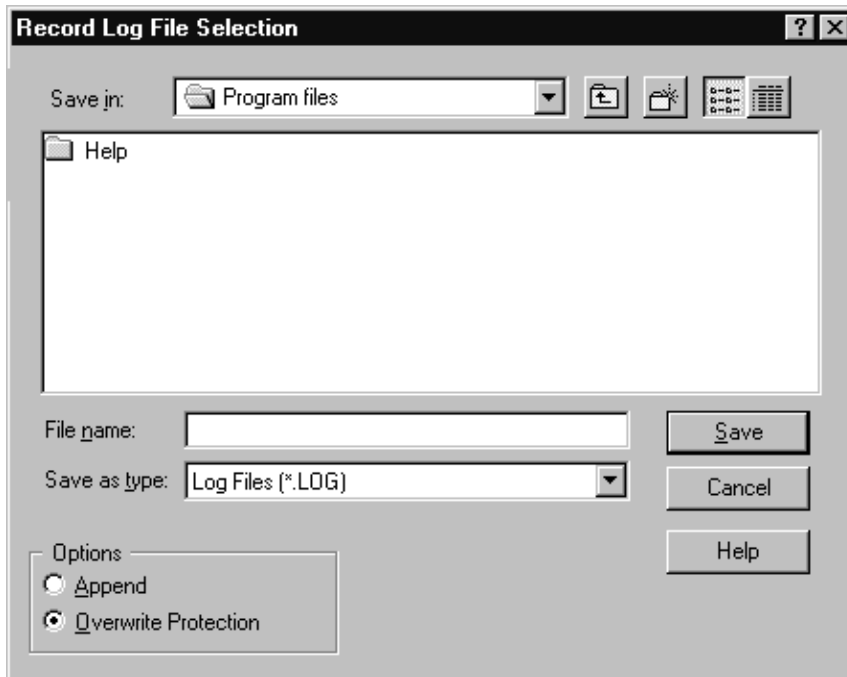 Record Log File Selection
Save in:
Program files
Help
File name:
Save
Save as type:
Log Files (*.LOG)
Cancel
Help
Options
Append
Overwrite Protection